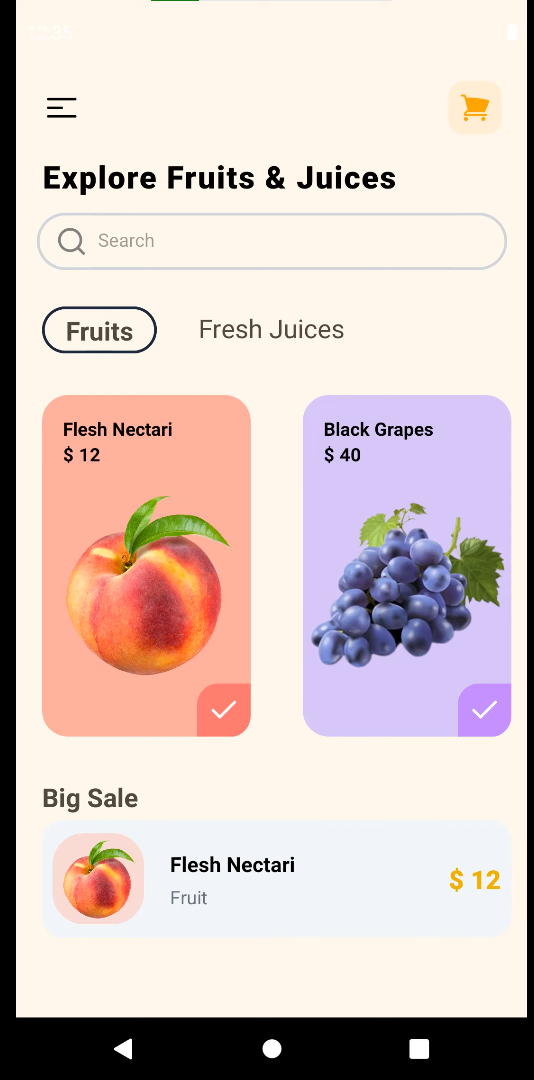 12:35
Explore Fruits & Juices
Search
Fruits
Fresh Juices
Flesh Nectari
$ 12
Black Grapes
$ 40
Big Sale
Flesh Nectari
Fruit
$ 12